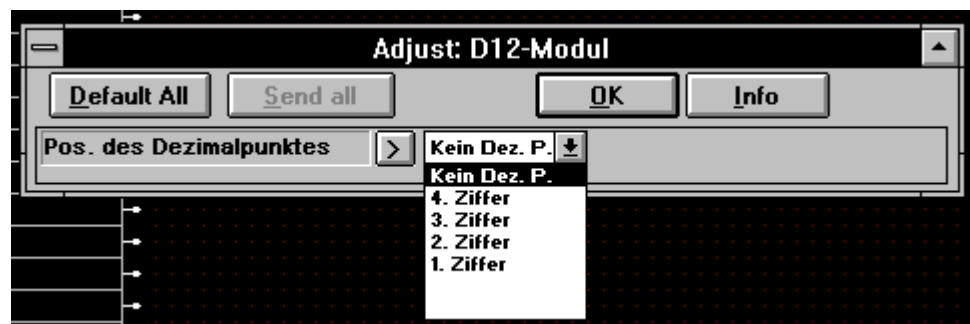 Adjust: D12-Modul
Default All Send all OK Info
Pos. des Dezimalpunktes > Kein Dez. P.
Kein Dez. P.
4. Ziffer
3. Ziffer
2. Ziffer
1. Ziffer